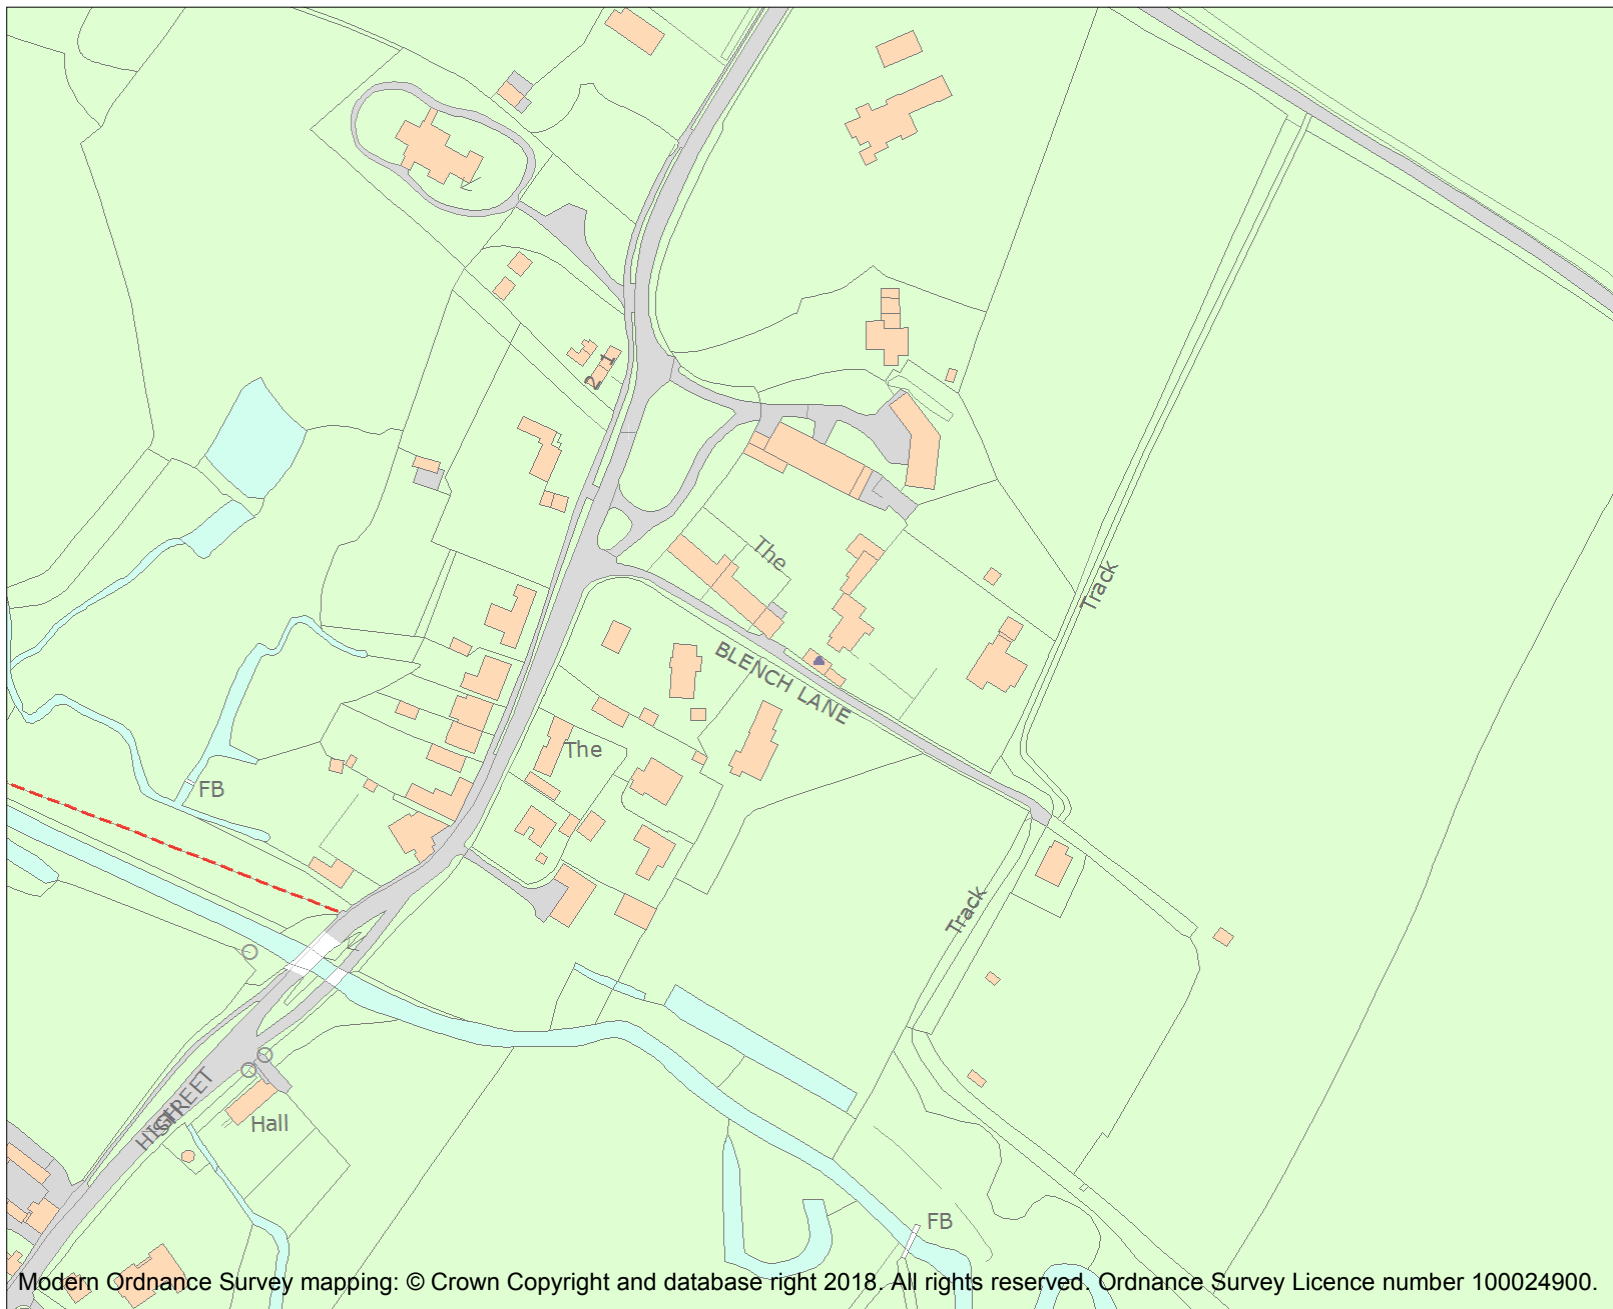 1
2
The
Track
BLENCH LANE
The
FB
Track
HIGH
STREET
Hall
FB
Modern Ordnance Survey mapping: © Crown Copyright and database right 2018. All rights reserved. Ordnance Survey Licence number 100024900.